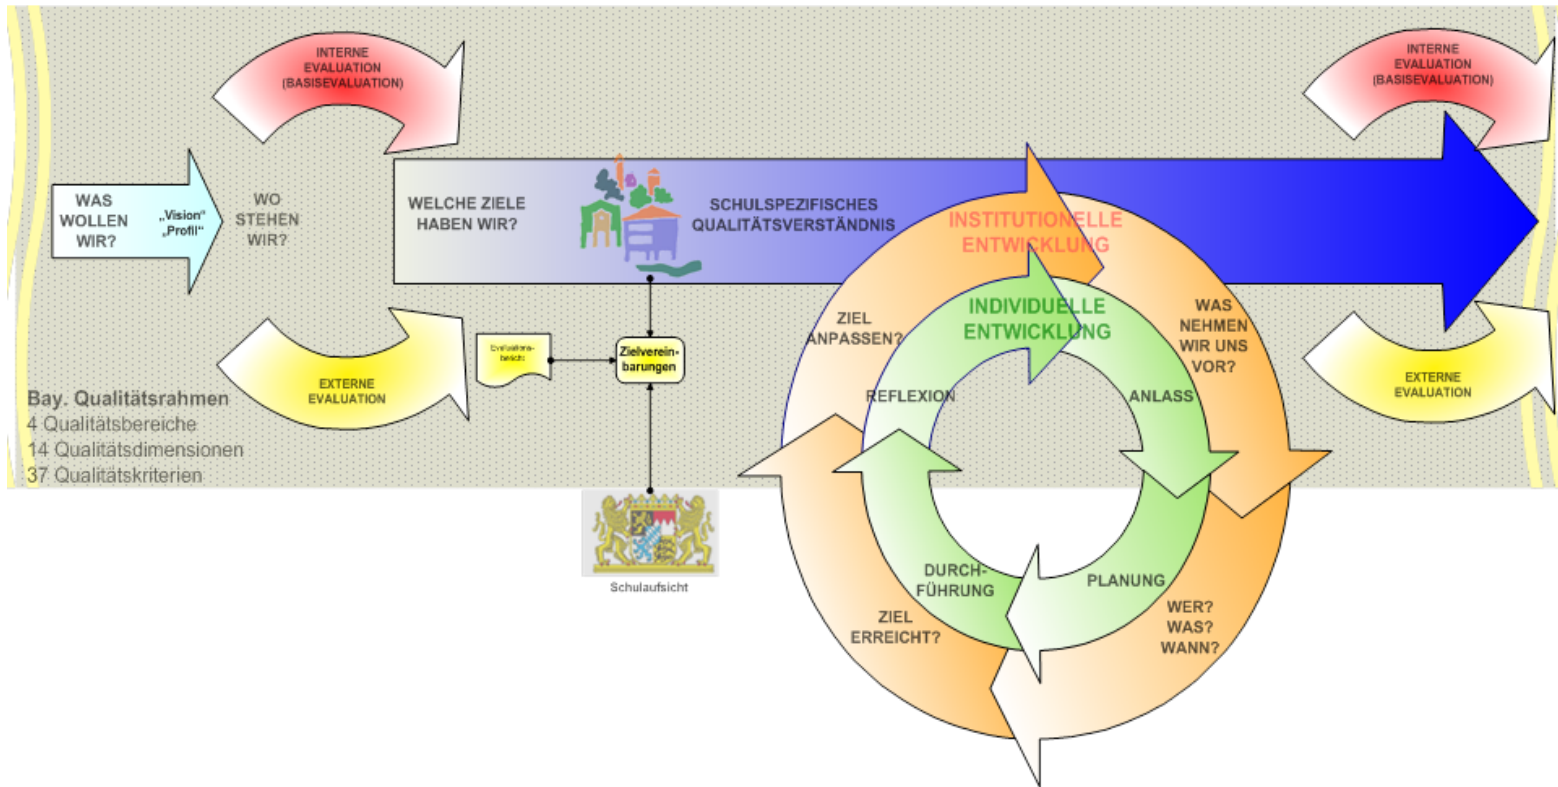 INTERNE
EVALUATION
(BASISEVALUATION)
INTERNE
EVALUATION
(BASISEVALUATION)
WAS
WOLLEN
WIR?
„Vision“
„Profil“
WO
STEHEN
WIR?
WELCHE ZIELE
HABEN WIR?
SCHULSPEZIFISCHES
QUALITÄTSVERSTÄNDNIS
INSTITUTIONELLE
ENTWICKLUNG
INDIVIDUELLE
ENTWICKLUNG
ZIEL
ANPASSEN?
WAS
NEHMEN
WIR UNS
VOR?
Evaluations-
bericht
Zielverein-
barungen
EXTERNE
EVALUATION
EXTERNE
EVALUATION
Bay. Qualitätsrahmen
4 Qualitätsbereiche
14 Qualitätsdimensionen
37 Qualitätskriterien
REFLEXION
ANLASS
DURCH-
FÜHRUNG
PLANUNG
Schulaufsicht
ZIEL
ERREICHT?
WER?
WAS?
WANN?